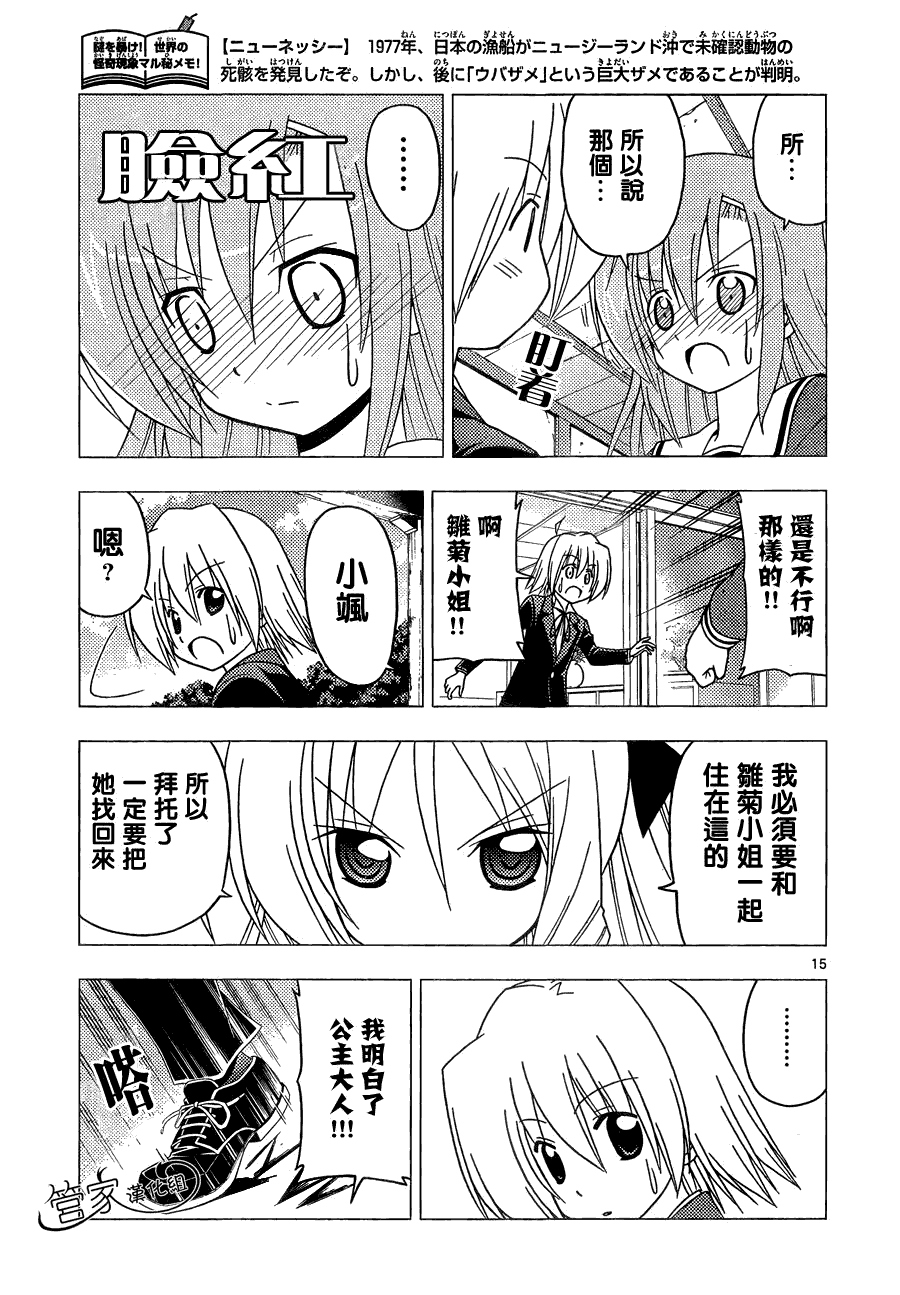 謎を暴け! 世界の
怪奇現象マル秘メモ!
【ニューネッシー】 1977年、日本の漁船がニュージーランド沖で未確認動物の
死骸を発見したぞ。しかし、後に「ウバザメ」という巨大ザメであることが判明。
所…
所以說
那個…
盯着
……
臉紅
還是不行啊
那樣的!!
啊
雛菊小姐!!
小颯
嗯?
我必須要和
雛菊小姐一起
住在這的
所以
拜托了
一定要把
她找回來
15
………
我明白了
公主大人!!!
嗒
管家
漢化組